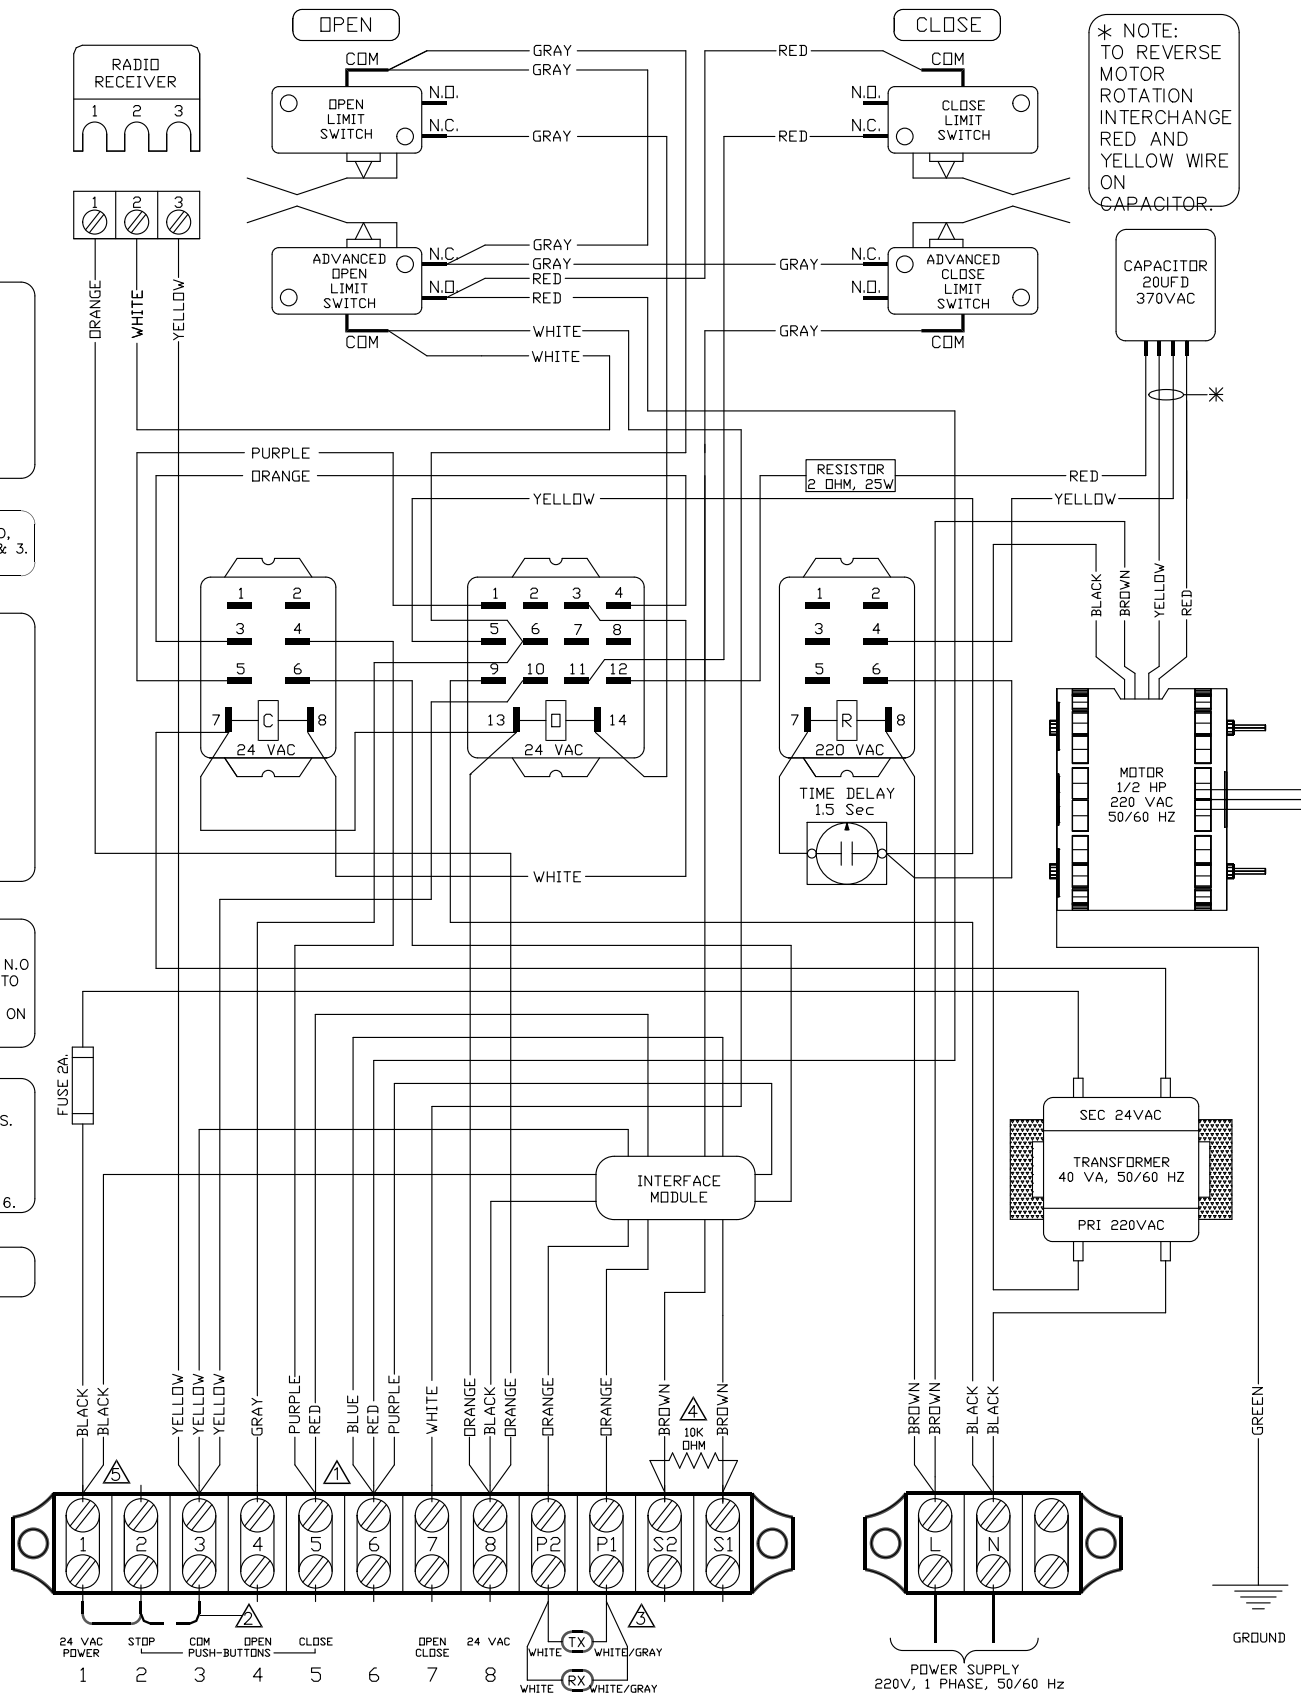 OPEN
CLOSE
* NOTE:
TO REVERSE
MOTOR
ROTATION
INTERCHANGE
RED AND
YELLOW WIRE
ON
CAPACITOR.
RADIO
RECEIVER
1 2 3
1 2 3
ORANGE
WHITE
YELLOW
COM
OPEN
LIMIT
SWITCH
N.O.
N.C.
GRAY
GRAY
GRAY
RED
RED
COM
N.O.
N.C.
CLOSE
LIMIT
SWITCH
ADVANCED
OPEN
LIMIT
SWITCH
N.C.
N.O.
COM
GRAY
GRAY
RED
RED
WHITE
WHITE
GRAY
GRAY
N.C.
N.O.
ADVANCED
CLOSE
LIMIT
SWITCH
COM
CAPACITOR
20UFD
370VAC
*
PURPLE
ORANGE
YELLOW
RESISTOR
2 OHM, 25W
RED
YELLOW
O,
& 3.
1 2
3 4
5 6
7 C 8
24 VAC
1 2 3 4
5 6 7 8
9 10 11 12
13 O 14
24 VAC
1 2
3 4
5 6
7 R 8
220 VAC
TIME DELAY
1.5 Sec
BLACK
BROWN
YELLOW
RED
MOTOR
1/2 HP
220 VAC
50/60 HZ
WHITE
N.O
TO
ON
S.
6.
FUSE 2A.
INTERFACE
MODULE
SEC 24VAC
TRANSFORMER
40 VA, 50/60 HZ
PRI 220VAC
BLACK
BLACK
YELLOW
YELLOW
YELLOW
GRAY
PURPLE
RED
BLUE
RED
PURPLE
WHITE
ORANGE
BLACK
ORANGE
ORANGE
ORANGE
BROWN
4
10K
OHM
BROWN
BROWN
BROWN
BLACK
BLACK
GREEN
5
1
1 2 3 4 5 6 7 8 P2 P1 S2 S1
L N
2
3
24 VAC
POWER
STOP
COM
OPEN
CLOSE
PUSH-BUTTONS
OPEN
CLOSE
24 VAC
1 2 3 4 5 6 7 8
WHITE TX WHITE/GRAY
WHITE RX WHITE/GRAY
POWER SUPPLY
220V, 1 PHASE, 50/60 Hz
GROUND